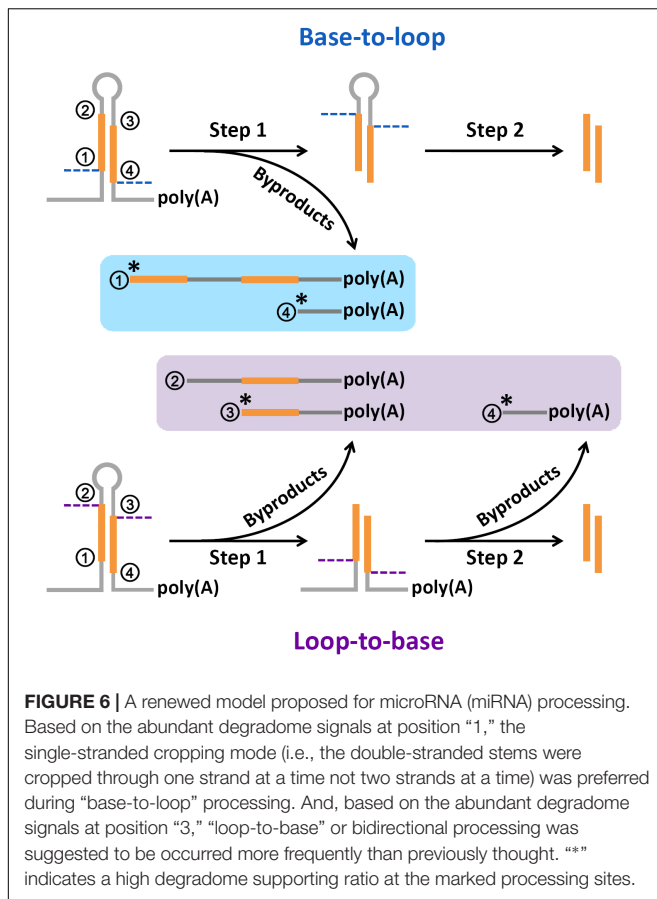 Base-to-loop
② ③
① ④
poly(A)
Step 1
Step 2
Byproducts
①* poly(A)
④* poly(A)
② poly(A)
③* poly(A)
④* poly(A)
② ③
① ④
poly(A)
Byproducts
Step 1
poly(A)
Byproducts
Step 2
Loop-to-base
FIGURE 6 | A renewed model proposed for microRNA (miRNA) processing.
Based on the abundant degradome signals at position “1,” the
single-stranded cropping mode (i.e., the double-stranded stems were
cropped through one strand at a time not two strands at a time) was preferred
during “base-to-loop” processing. And, based on the abundant degradome
signals at position “3,” “loop-to-base” or bidirectional processing was
suggested to be occurred more frequently than previously thought. “*”
indicates a high degradome supporting ratio at the marked processing sites.